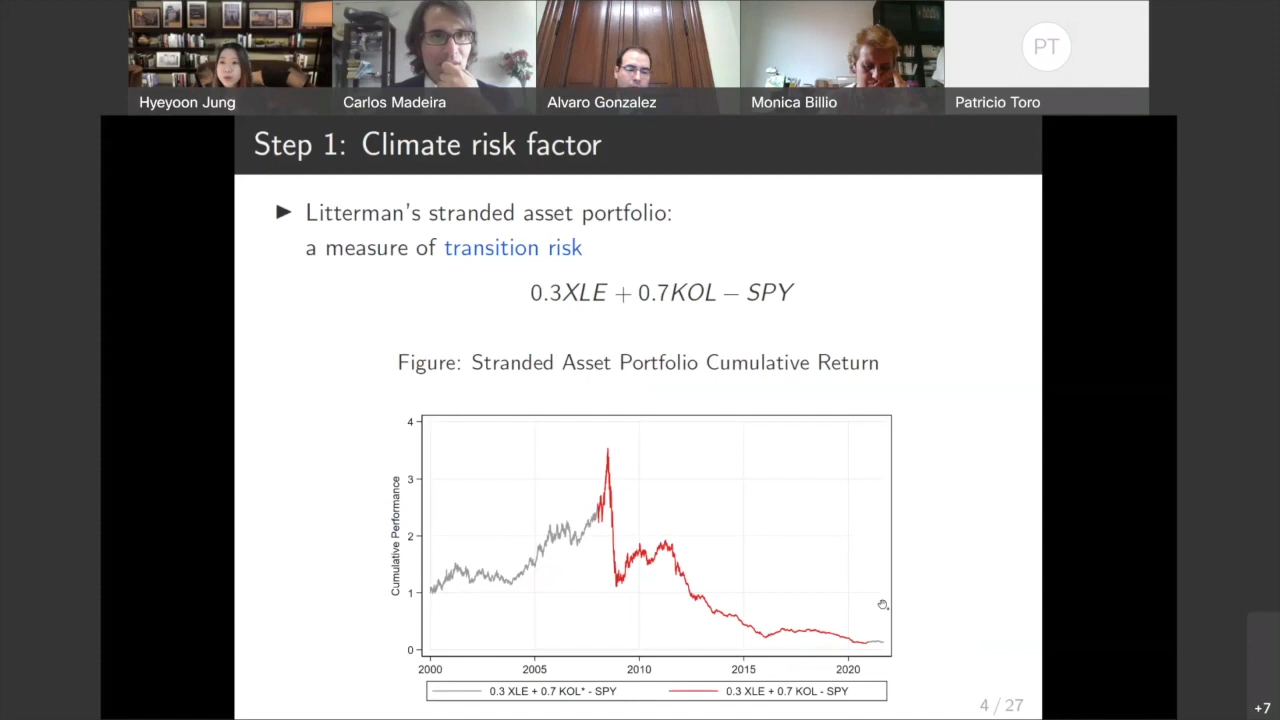 Hyeyoon Jung
Carlos Madeira
Alvaro Gonzalez
Monica Billio
PT
Patricio Toro
Step 1: Climate risk factor
Litterman's stranded asset portfolio:
a measure of transition risk
0.3XLE + 0.7KOL − SPY
Figure: Stranded Asset Portfolio Cumulative Return
Cumulative Performance
4
3
2
1
0
2000 2005 2010 2015 2020
0.3 XLE + 0.7 KOL* - SPY 0.3 XLE + 0.7 KOL - SPY
4 / 27
+7